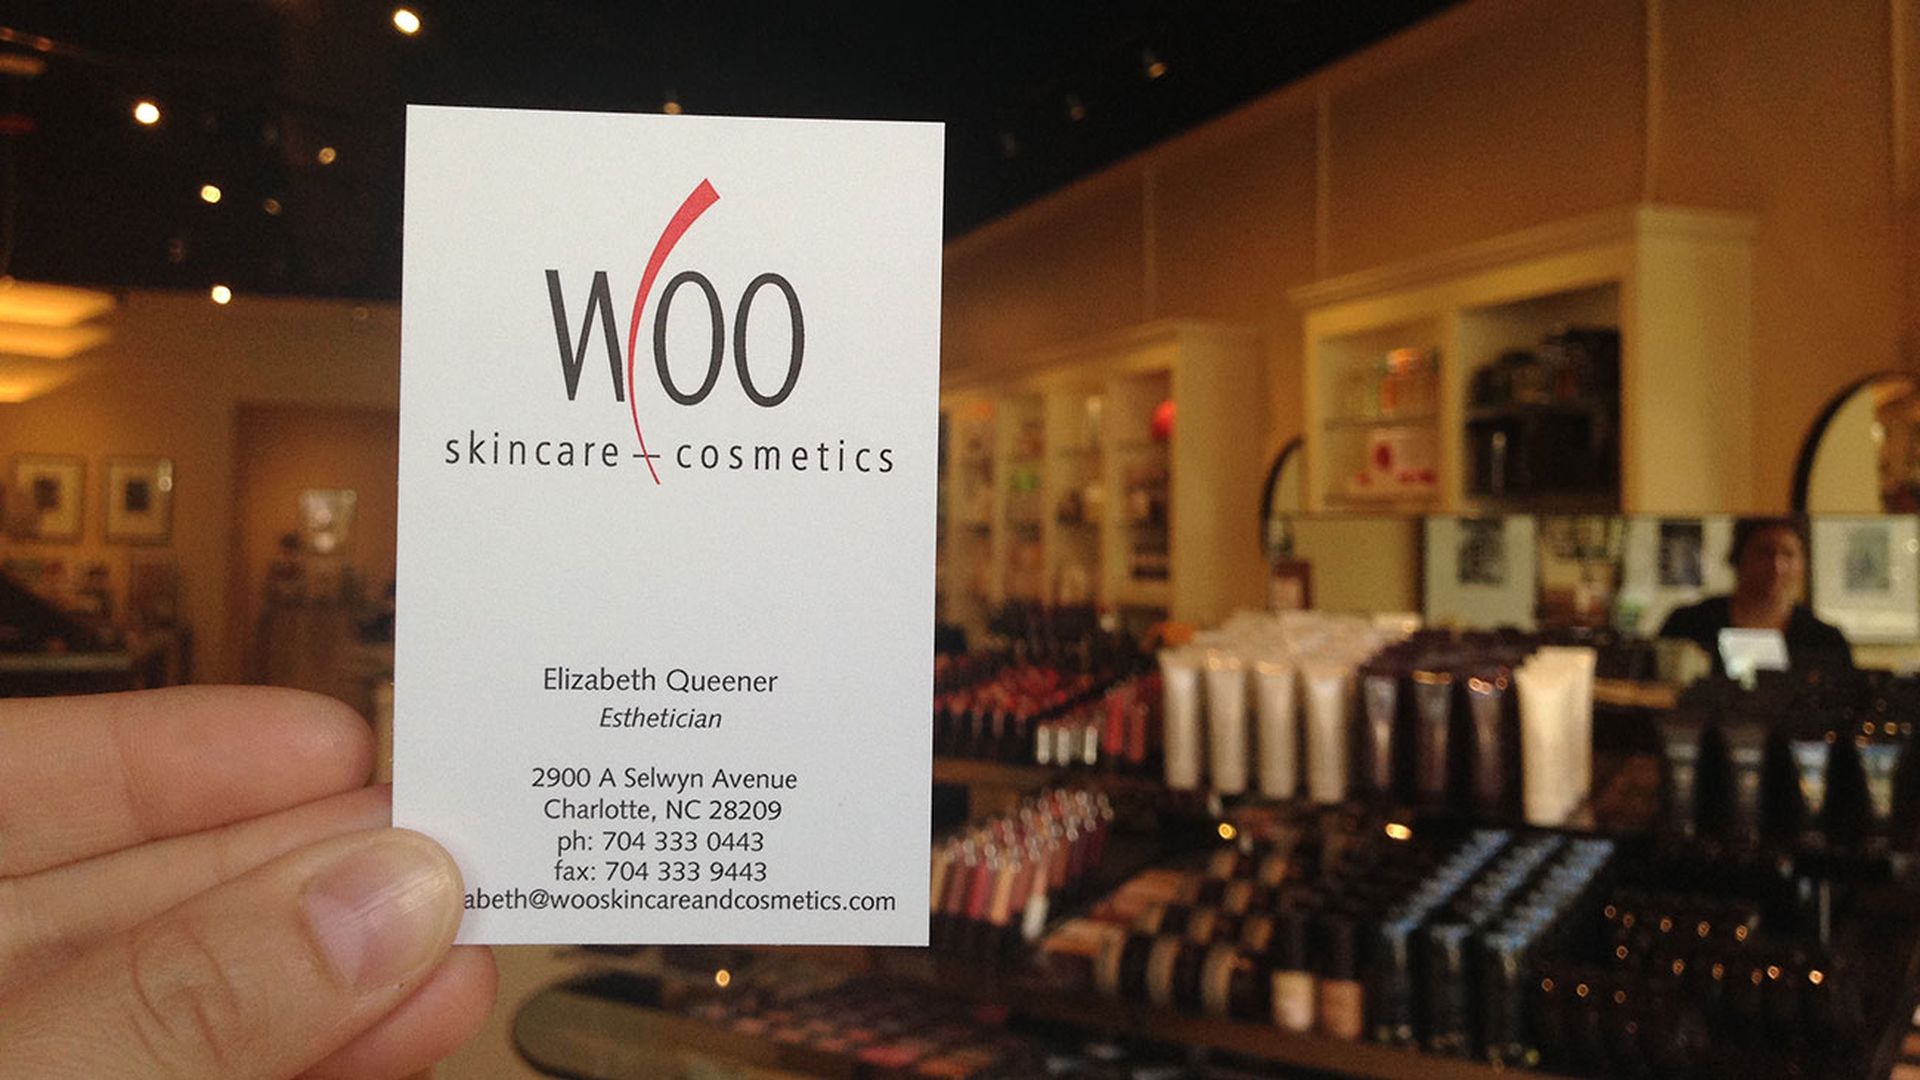 WOO
skincare + cosmetics
Elizabeth Queener
Esthetician
2900 A Selwyn Avenue
Charlotte, NC 28209
ph: 704 333 0443
fax: 704 333 9443
abeth@wooskincareandcosmetics.com